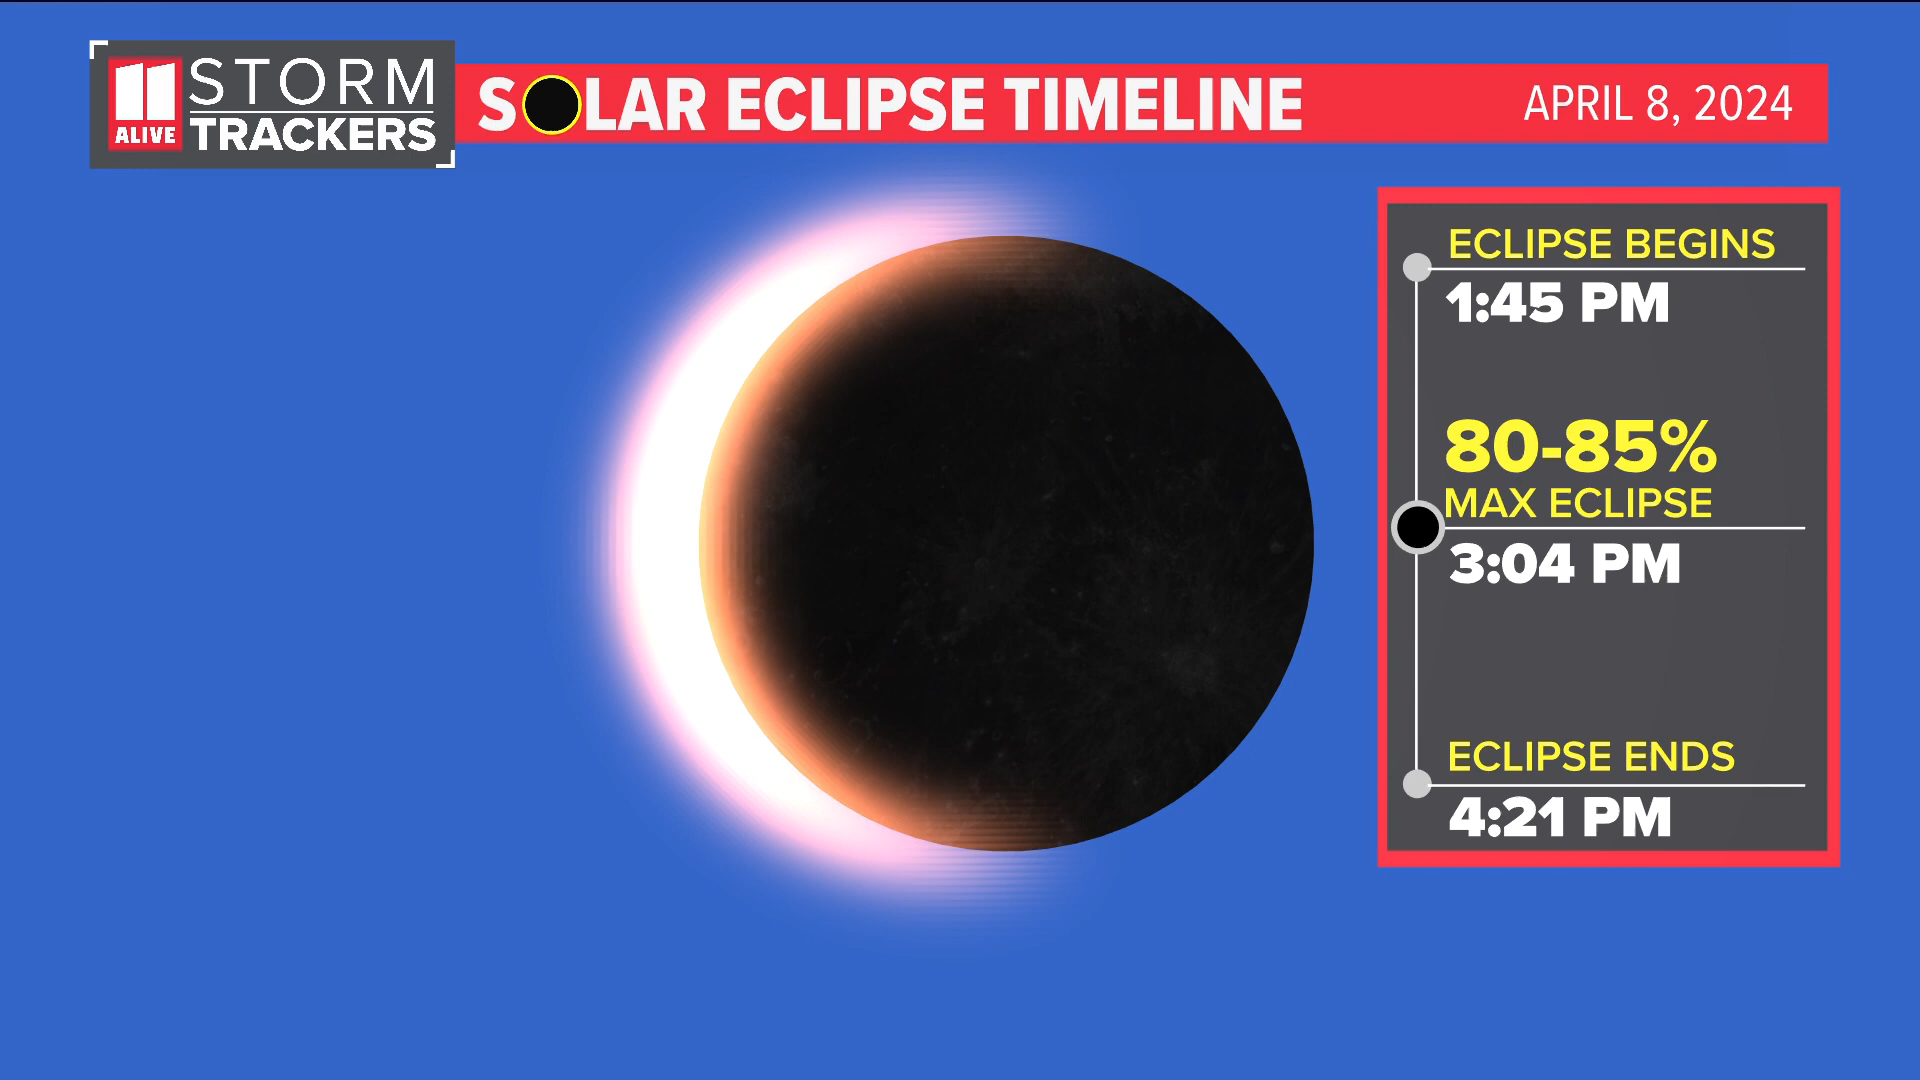 11
ALIVE
STORM
TRACKERS
SOLAR ECLIPSE TIMELINE
APRIL 8, 2024
ECLIPSE BEGINS
1:45 PM
80-85%
MAX ECLIPSE
3:04 PM
ECLIPSE ENDS
4:21 PM